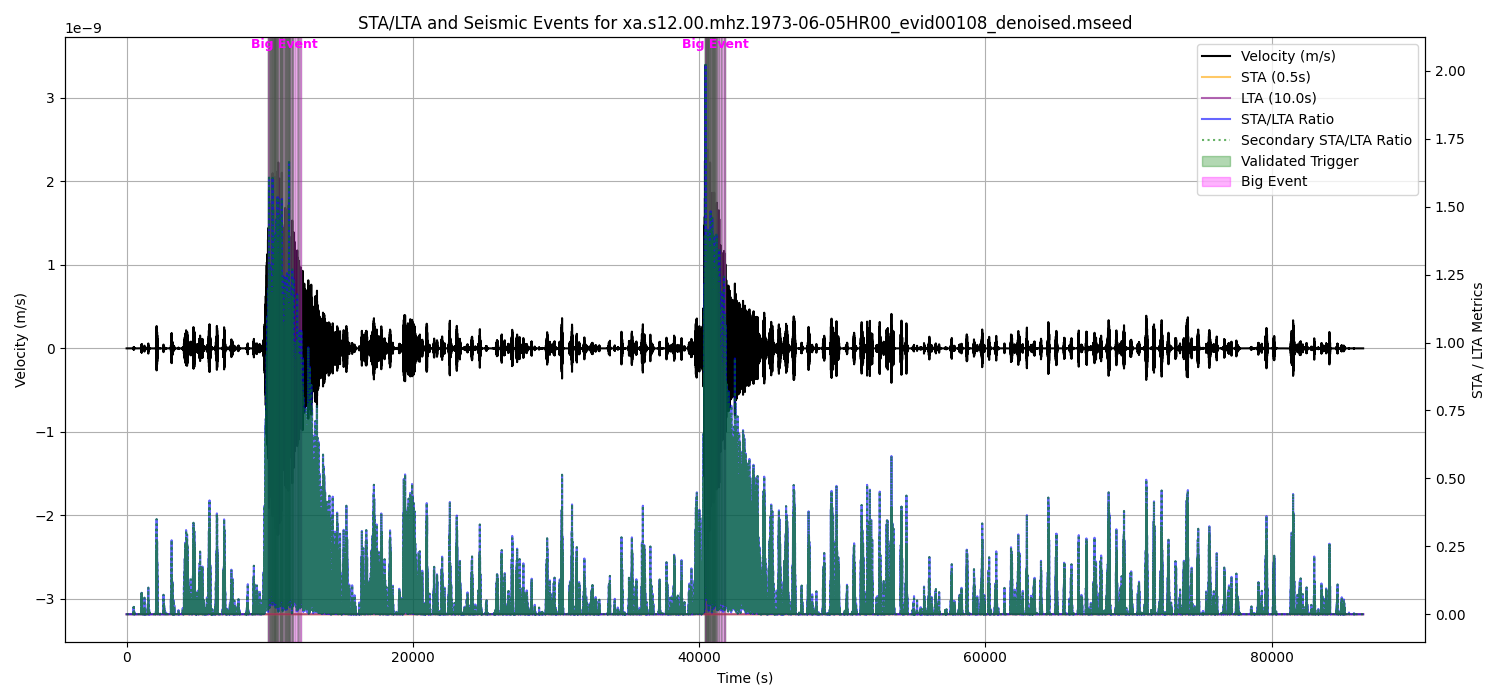 STA/LTA and Seismic Events for xa.s12.00.mhz.1973-06-05HR00_evid00108_denoised.mseed
1e−9
Big Event
Big Event
Velocity (m/s)
STA (0.5s)
LTA (10.0s)
STA/LTA Ratio
Secondary STA/LTA Ratio
Validated Trigger
Big Event
3
2
1
0
−1
−2
−3
Velocity (m/s)
2.00
1.75
1.50
1.25
1.00
0.75
0.50
0.25
0.00
STA / LTA Metrics
0
20000
40000
60000
80000
Time (s)